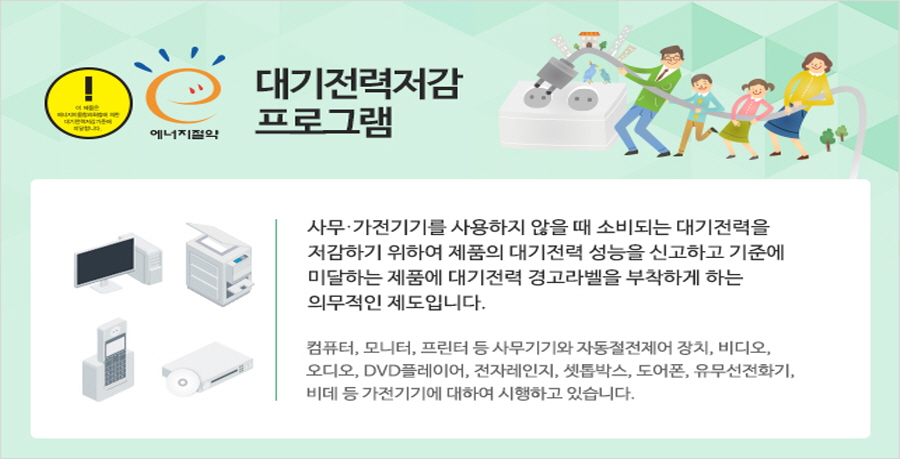 !
이 제품은
에너지이용합리화법에 의한
대기전력저감기준에
미달합니다.
에너지절약
대기전력저감
프로그램
사무·가전기기를 사용하지 않을 때 소비되는 대기전력을
저감하기 위하여 제품의 대기전력 성능을 신고하고 기준에
미달하는 제품에 대기전력 경고라벨을 부착하게 하는
의무적인 제도입니다.
컴퓨터, 모니터, 프린터 등 사무기기와 자동절전제어 장치, 비디오,
오디오, DVD플레이어, 전자레인지, 셋톱박스, 도어폰, 유무선전화기,
비데 등 가전기기에 대하여 시행하고 있습니다.